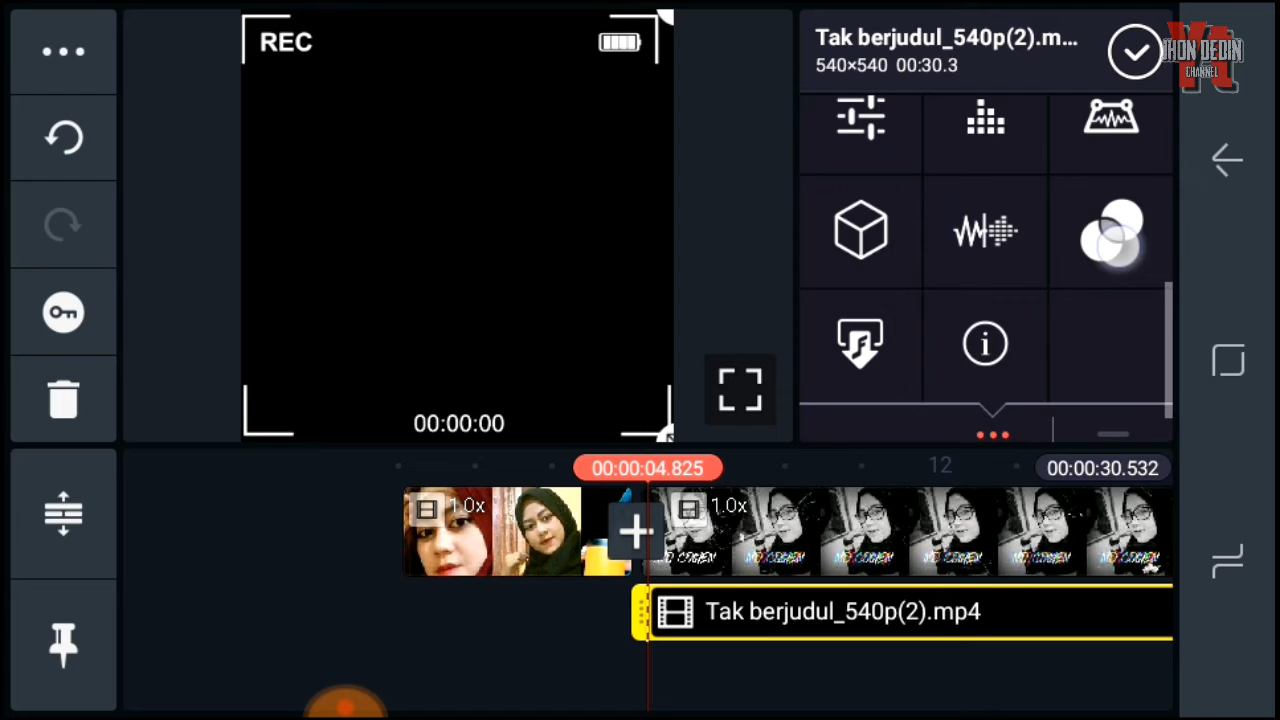 REC
00:00:00
Tak berjudul_540p(2).m...
540×540 00:30.3
JHON DEDIN
CHANNEL
00:00:04.825
12
00:00:30.532
1.0x
1.0x
Tak berjudul_540p(2).mp4